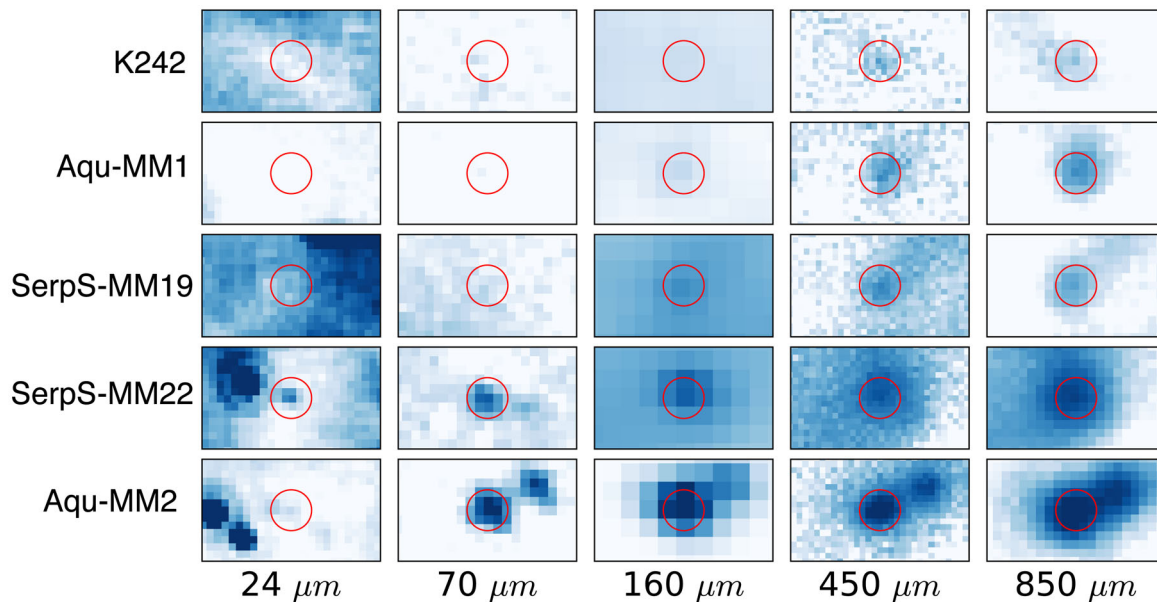 K242
Aqu-MM1
SerpS-MM19
SerpS-MM22
Aqu-MM2
24 μm 70 μm 160 μm 450 μm 850 μm